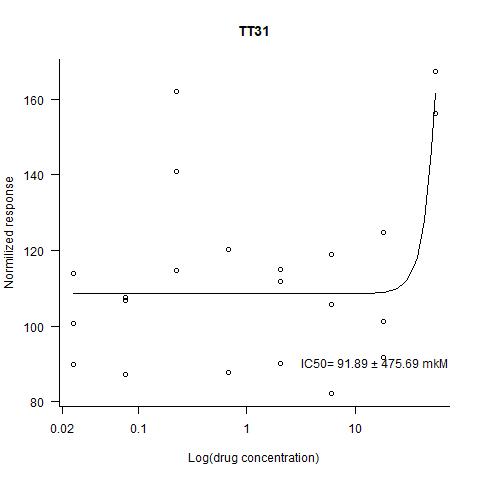 TT31
Normilized response
160
140
120
100
80
IC50= 91.89 ± 475.69 mkM
0.02
0.1
1
10
Log(drug concentration)